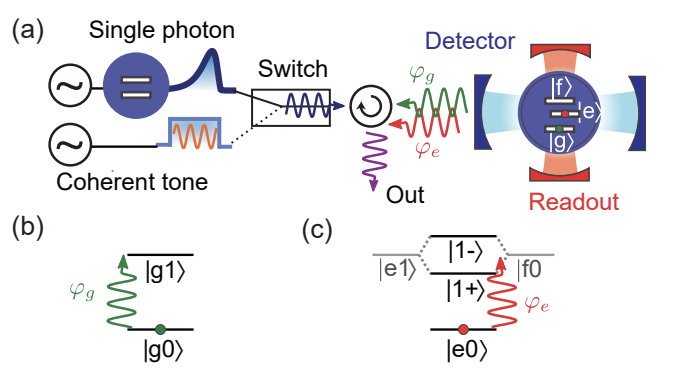 (a)
Single photon
Switch
Coherent tone
φg
φe
Out
Detector
|f⟩
|e⟩
|g⟩
Readout
(b)
φg
|g1⟩
|g0⟩
(c)
|e1⟩
|1-⟩
|f0⟩
|1+⟩
φe
|e0⟩